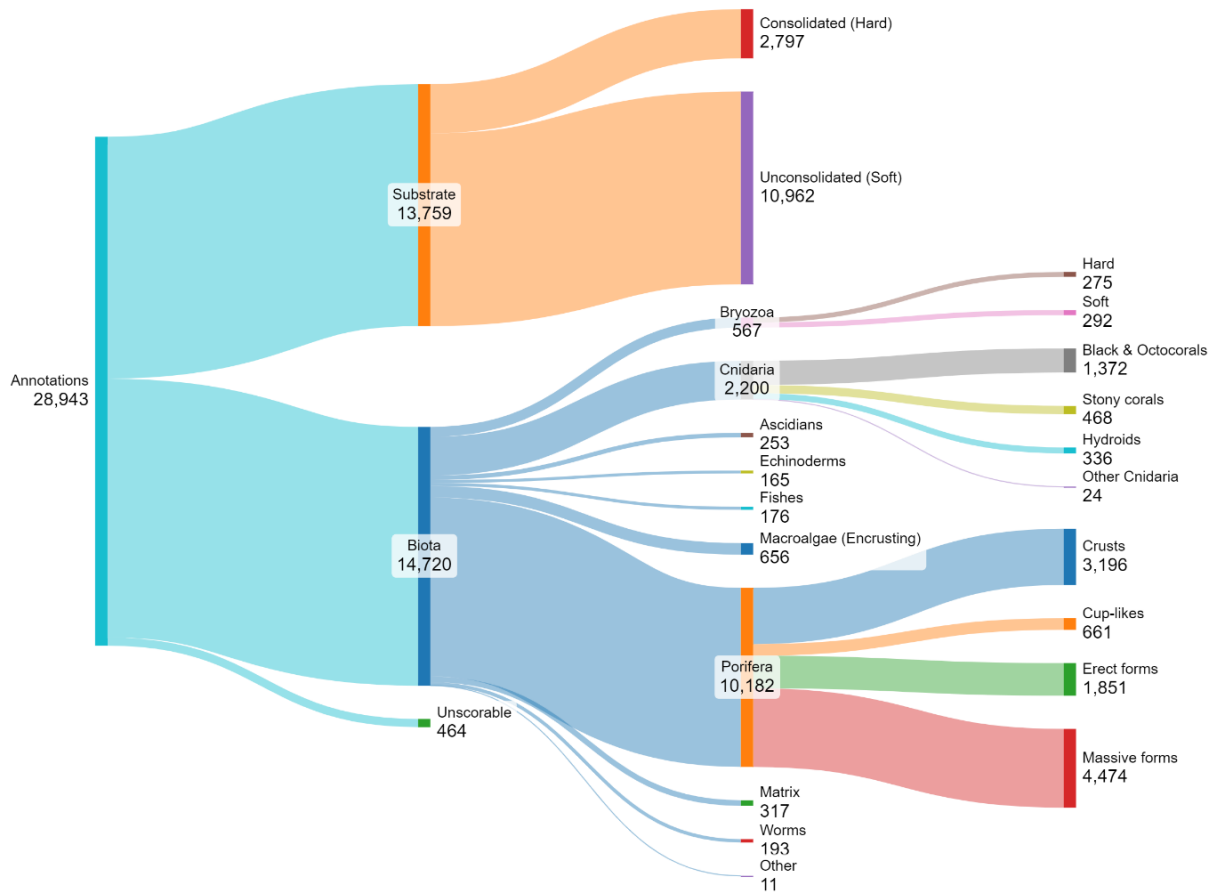 Consolidated (Hard)
2,797
Substrate
13,759
Unconsolidated (Soft)
10,962
Annotations
28,943
Bryozoa
567
Hard
275
Soft
292
Cnidaria
2,200
Black & Octocorals
1,372
Stony corals
468
Hydroids
336
Other Cnidaria
24
Ascidians
253
Echinoderms
165
Fishes
176
Macroalgae (Encrusting)
656
Biota
14,720
Porifera
10,182
Crusts
3,196
Cup-likes
661
Erect forms
1,851
Massive forms
4,474
Unscorable
464
Matrix
317
Worms
193
Other
11